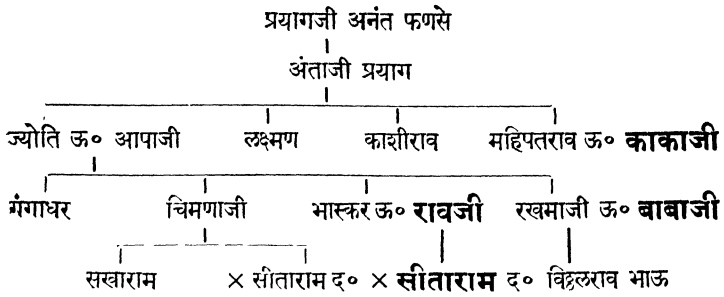 प्रयागजी अनंत फणसे
अंताजी प्रयाग
ज्योति ऊ० आपाजी लक्ष्मण काशीराव महिपतराव ऊ० काकाजी
गंगाधर चिमणाजी भास्कर ऊ० रावजी रखमाजी ऊ० बाबाजी
सखाराम × सीताराम द० × सीताराम द० विठ्ठलराव भाऊ